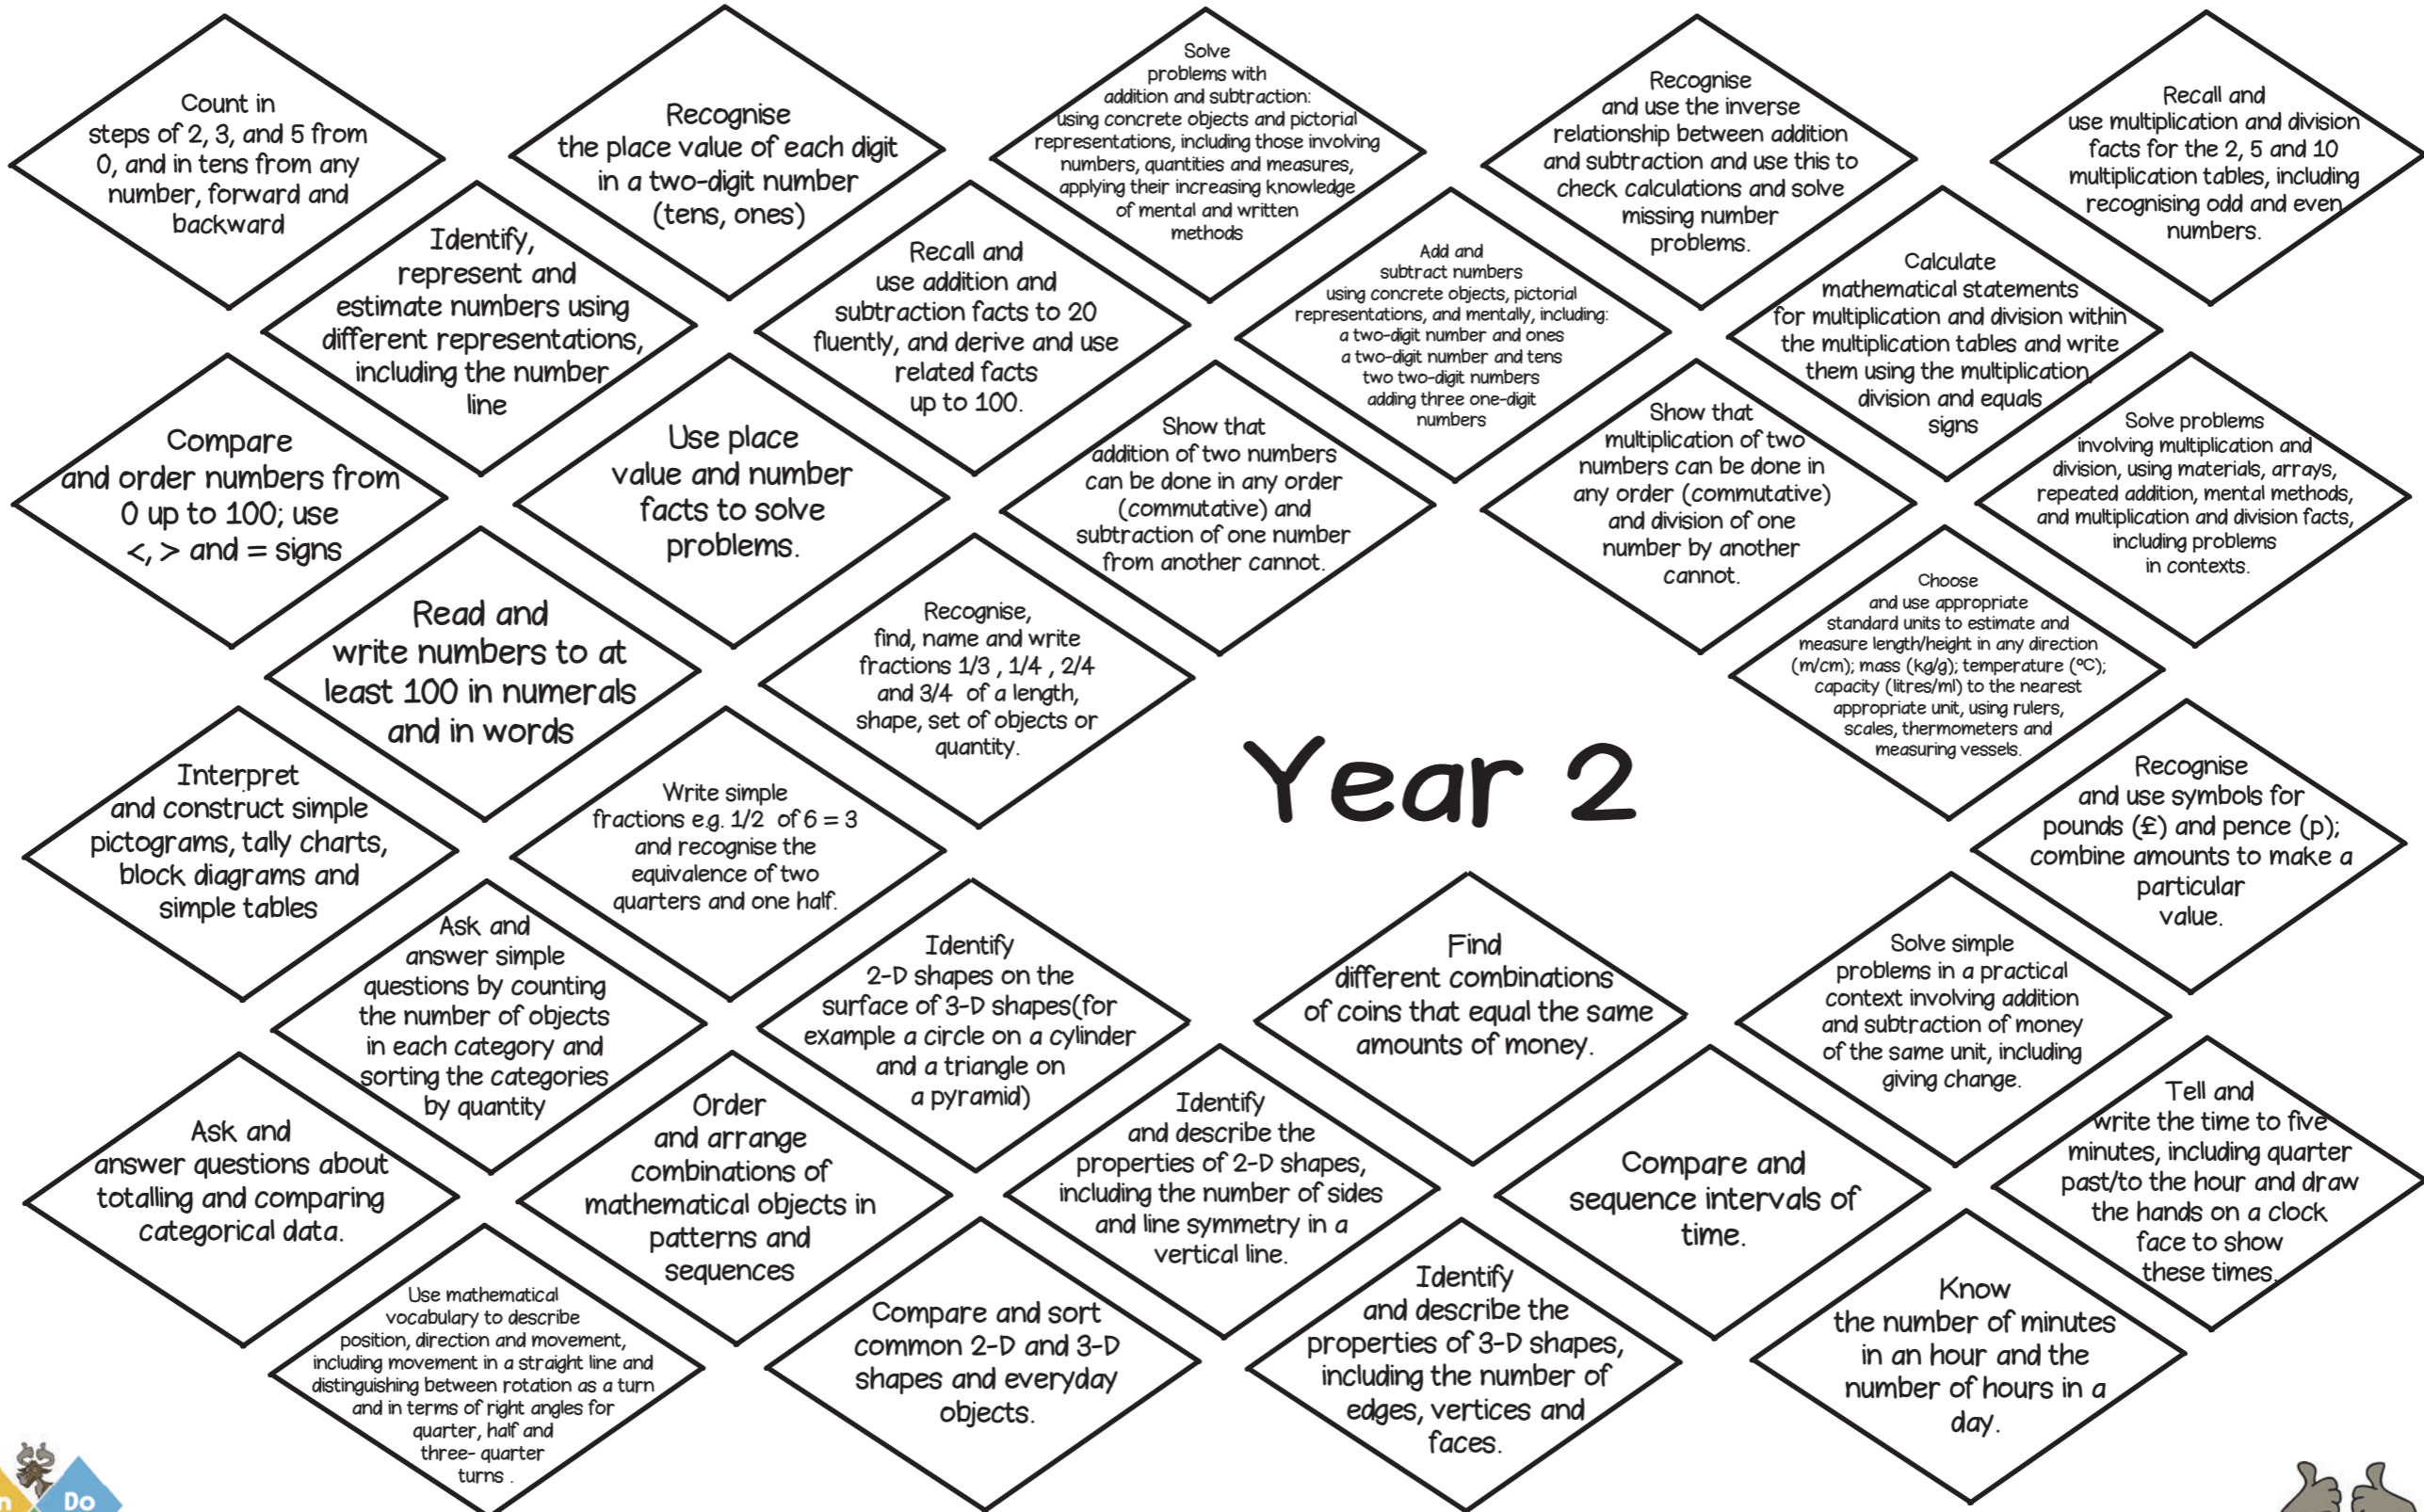 Count in
steps of 2, 3, and 5 from
0, and in tens from any
number, forward and
backward
Recognise
the place value of each digit
in a two-digit number
(tens, ones)
Solve
problems with
addition and subtraction:
using concrete objects and pictorial
representations, including those involving
numbers, quantities and measures,
applying their increasing knowledge
of mental and written
methods
Recognise
and use the inverse
relationship between addition
and subtraction and use this to
check calculations and solve
missing number
problems.
Recall and
use multiplication and division
facts for the 2, 5 and 10
multiplication tables, including
recognising odd and even
numbers.
Identify,
represent and
estimate numbers using
different representations,
including the number
line
Recall and
use addition and
subtraction facts to 20
fluently, and derive and use
related facts
up to 100.
Add and
subtract numbers
using concrete objects, pictorial
representations, and mentally, including:
a two-digit number and ones
a two-digit number and tens
two two-digit numbers
adding three one-digit
numbers
Calculate
mathematical statements
for multiplication and division within
the multiplication tables and write
them using the multiplication,
division and equals
signs
Compare
and order numbers from
0 up to 100; use
<, > and = signs
Use place
value and number
facts to solve
problems.
Show that
addition of two numbers
can be done in any order
(commutative) and
subtraction of one number
from another cannot.
Show that
multiplication of two
numbers can be done in
any order (commutative)
and division of one
number by another
cannot.
Solve problems
involving multiplication and
division, using materials, arrays,
repeated addition, mental methods,
and multiplication and division facts,
including problems
in contexts.
Read and
write numbers to at
least 100 in numerals
and in words
Recognise,
find, name and write
fractions 1/3 , 1/4 , 2/4
and 3/4 of a length,
shape, set of objects or
quantity.
Choose
and use appropriate
standard units to estimate and
measure length/height in any direction
(m/cm); mass (kg/g); temperature (°C);
capacity (litres/ml) to the nearest
appropriate unit, using rulers,
scales, thermometers and
measuring vessels.
Year 2
Interpret
and construct simple
pictograms, tally charts,
block diagrams and
simple tables
Write simple
fractions e.g. 1/2 of 6 = 3
and recognise the
equivalence of two
quarters and one half.
Recognise
and use symbols for
pounds (£) and pence (p);
combine amounts to make a
particular
value.
Ask and
answer simple
questions by counting
the number of objects
in each category and
sorting the categories
by quantity
Identify
2-D shapes on the
surface of 3-D shapes(for
example a circle on a cylinder
and a triangle on
a pyramid)
Find
different combinations
of coins that equal the same
amounts of money.
Solve simple
problems in a practical
context involving addition
and subtraction of money
of the same unit, including
giving change.
Ask and
answer questions about
totalling and comparing
categorical data.
Order
and arrange
combinations of
mathematical objects in
patterns and
sequences
Identify
and describe the
properties of 2-D shapes,
including the number of sides
and line symmetry in a
vertical line.
Compare and
sequence intervals of
time.
Tell and
write the time to five
minutes, including quarter
past/to the hour and draw
the hands on a clock
face to show
these times.
Use mathematical
vocabulary to describe
position, direction and movement,
including movement in a straight line and
distinguishing between rotation as a turn
and in terms of right angles for
quarter, half and
three- quarter
turns .
Compare and sort
common 2-D and 3-D
shapes and everyday
objects.
Identify
and describe the
properties of 3-D shapes,
including the number of
edges, vertices and
faces.
Know
the number of minutes
in an hour and the
number of hours in a
day.
Do